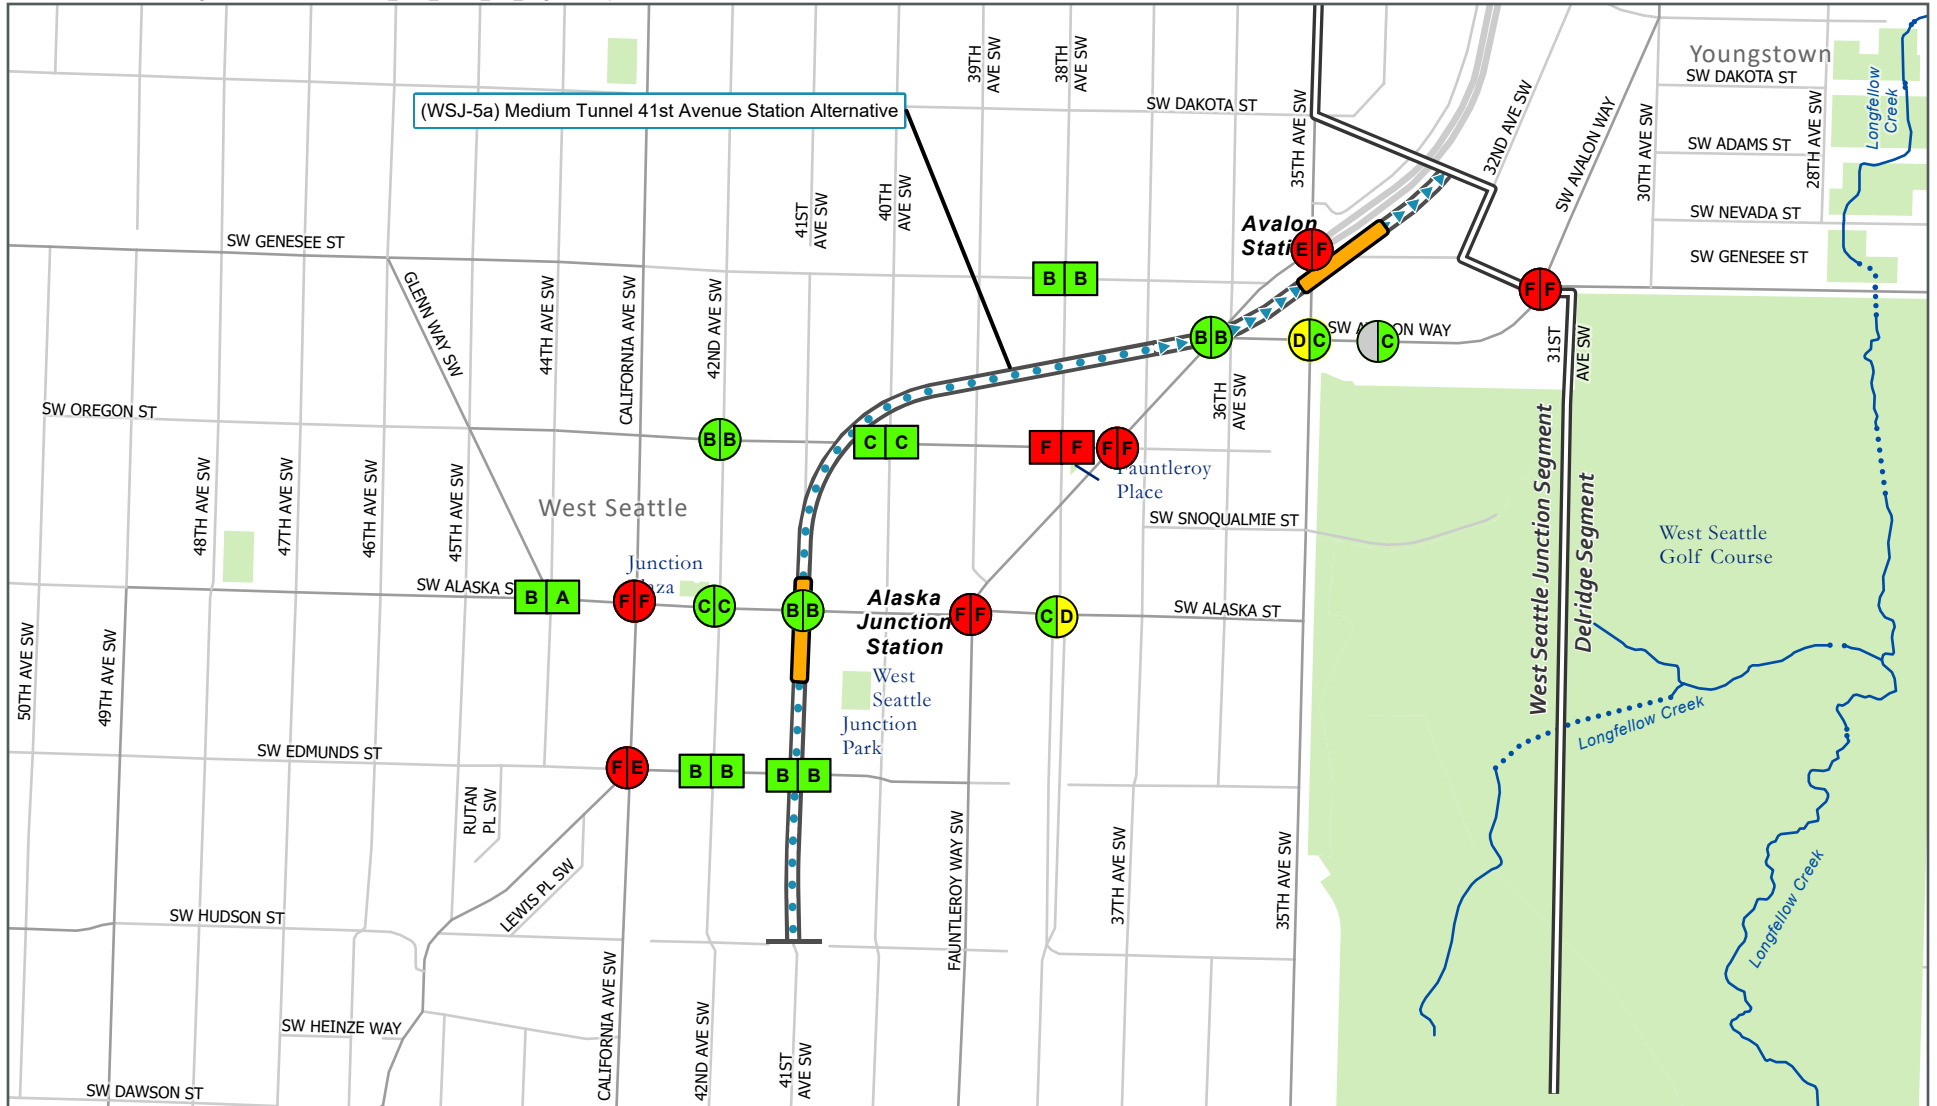 Youngstown
39TH
AVE SW
38TH
AVE SW
SW DAKOTA ST
Longfellow
Creek
(WSJ-5a) Medium Tunnel 41st Avenue Station Alternative
SW DAKOTA ST
35TH AVE SW
32ND AVE SW
SW AVALON WAY
30TH AVE SW
28TH AVE SW
SW ADAMS ST
41ST
AVE SW
40TH
AVE SW
SW NEVADA ST
SW GENESEE ST
Avalon
Stati
E F
SW GENESEE ST
GLENN WAY SW
44TH AVE SW
CALIFORNIA AVE SW
42ND AVE SW
B B
F F
B B
D C
C
SW A
ON WAY
31ST
AVE SW
36TH
AVE SW
SW OREGON ST
B B
C C
F F
F F
Fauntleroy
Place
48TH AVE SW
47TH AVE SW
46TH AVE SW
45TH AVE SW
West Seattle
SW SNOQUALMIE ST
West Seattle Junction Segment
Delridge Segment
West Seattle
Golf Course
Junction
aza
SW ALASKA S
B A
F F
C C
B B
Alaska
Junction
Station
F F
C D
SW ALASKA ST
50TH AVE SW
49TH AVE SW
West
Seattle
Junction
Park
Longfellow Creek
SW EDMUNDS ST
F E
B B
B B
RUTAN
PL SW
LEWIS PL SW
FAUNTLEROY WAY SW
37TH AVE SW
35TH AVE SW
Longfellow Creek
SW HUDSON ST
CALIFORNIA AVE SW
42ND AVE SW
41ST
AVE SW
SW HEINZE WAY
SW DAWSON ST